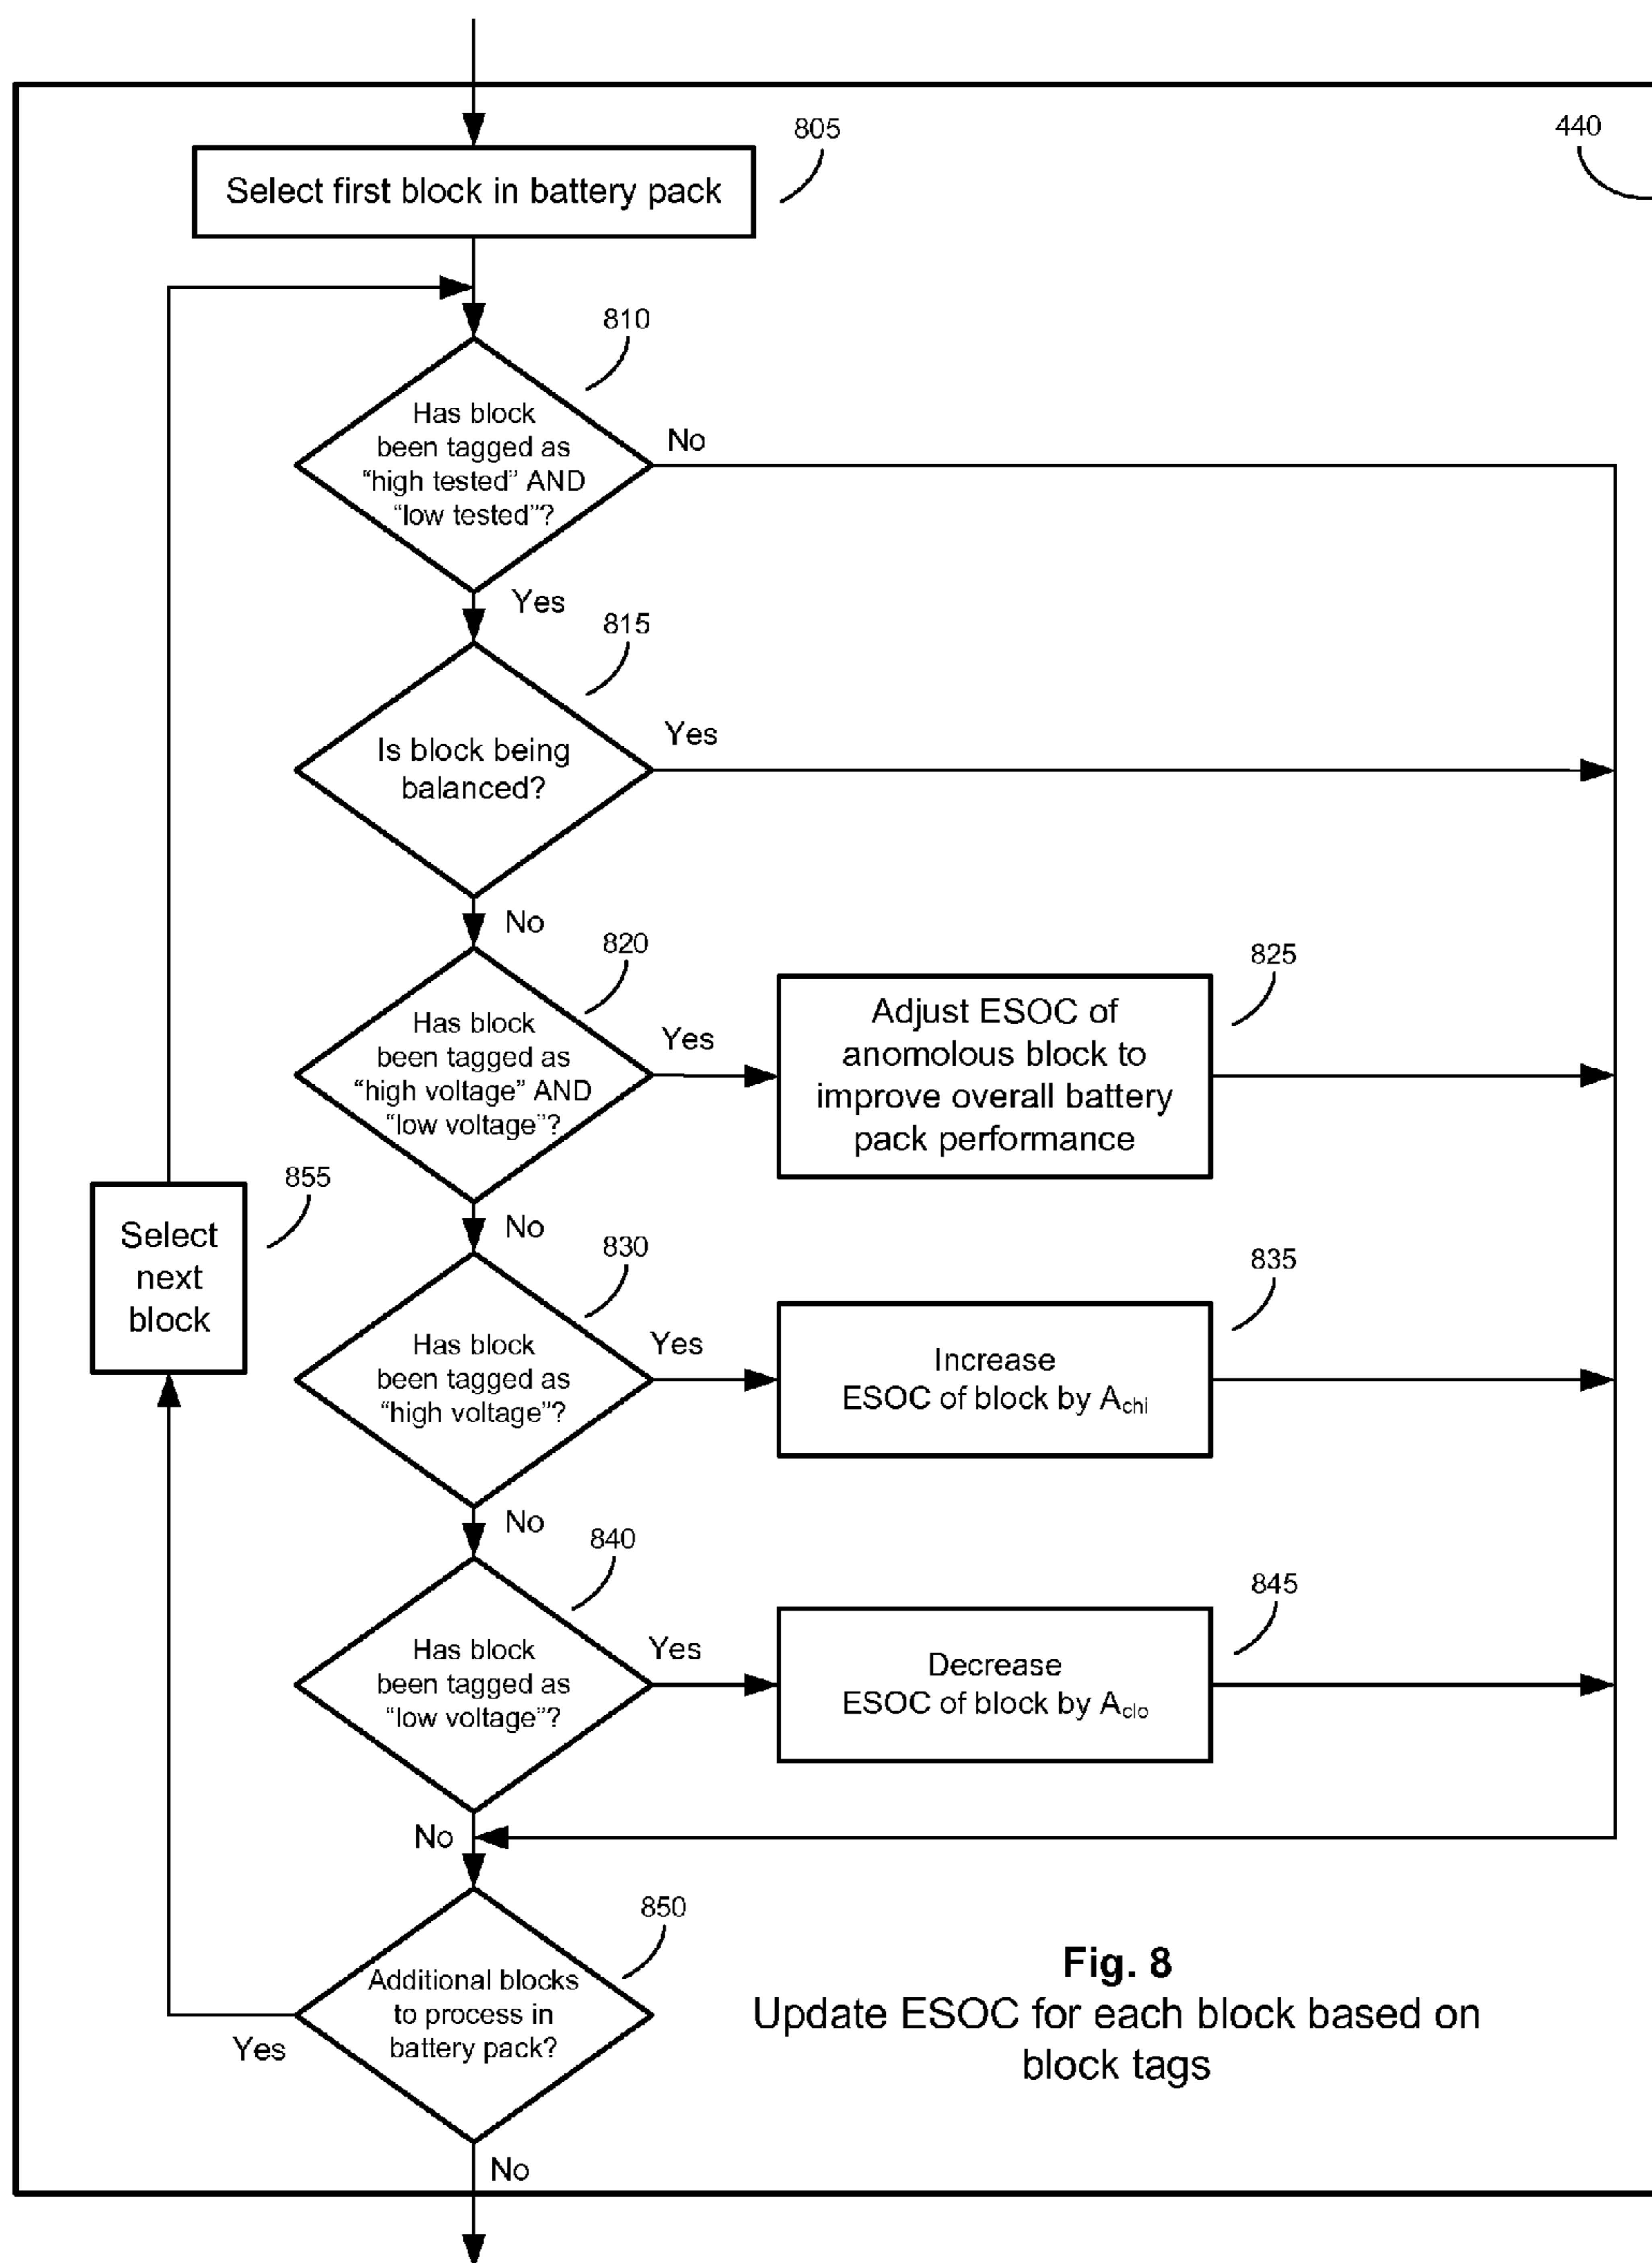 805
440
Select first block in battery pack
810
Has block
been tagged as
“high tested” AND
“low tested”?
No
Yes
815
Is block being
balanced?
Yes
No
820
825
Has block
been tagged as
“high voltage” AND
“low voltage”?
Yes
Adjust ESOC of
anomolous block to
improve overall battery
pack performance
855
Select
next
block
No
830
835
Has block
been tagged as
“high voltage”?
Yes
Increase
ESOC of block by Achi
No
840
845
Has block
been tagged as
“low voltage”?
Yes
Decrease
ESOC of block by Aclo
No
850
Additional blocks
to process in
battery pack?
Yes
No
Fig. 8
Update ESOC for each block based on
block tags